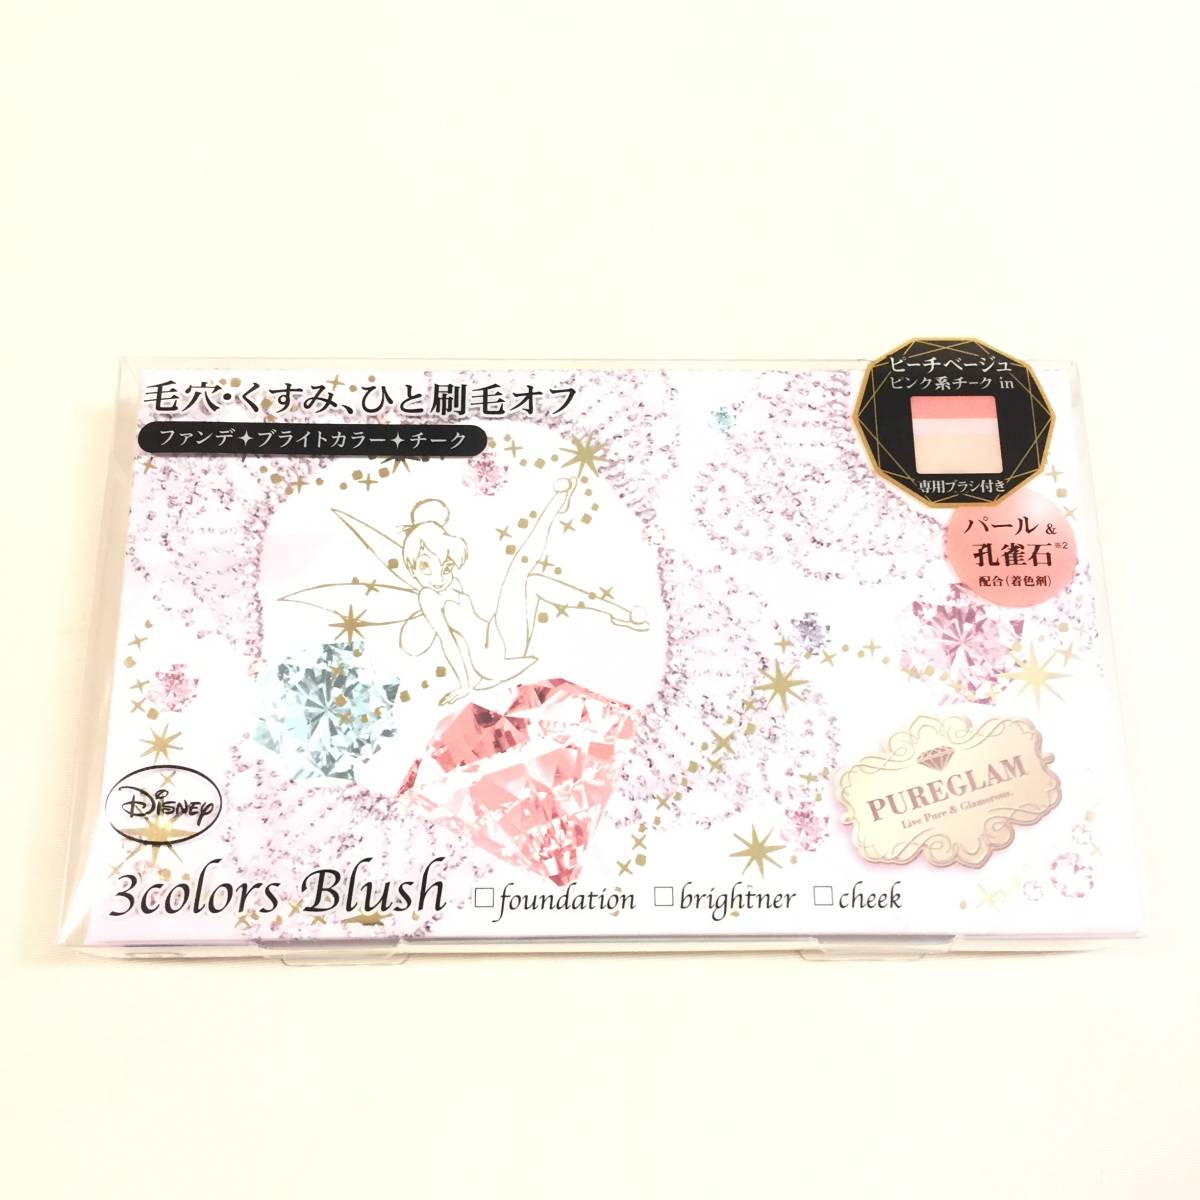 毛穴・くすみ、ひと刷毛オフ
ファンデ✦ブライトカラー✦チーク
ピーチベージュ
ピンク系チーク in
専用ブラシ付き
パール &
孔雀石※2
配合(着色剤)
PUREGLAM
Live Pure & Glamorous.
Disney
3colors Blush □foundation □brightner □cheek